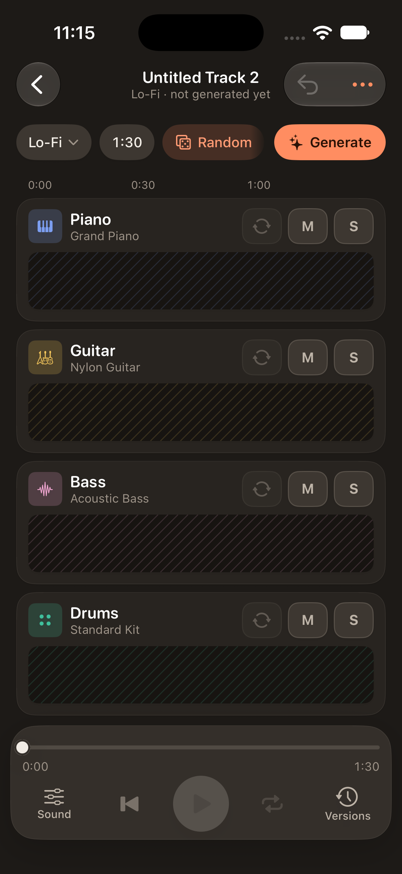 11:15
Untitled Track 2
Lo-Fi · not generated yet
Lo-Fi
1:30
Random
Generate
0:00 0:30 1:00
Piano
Grand Piano
M S
Guitar
Nylon Guitar
M S
Bass
Acoustic Bass
M S
Drums
Standard Kit
M S
0:00 1:30
Sound
Versions